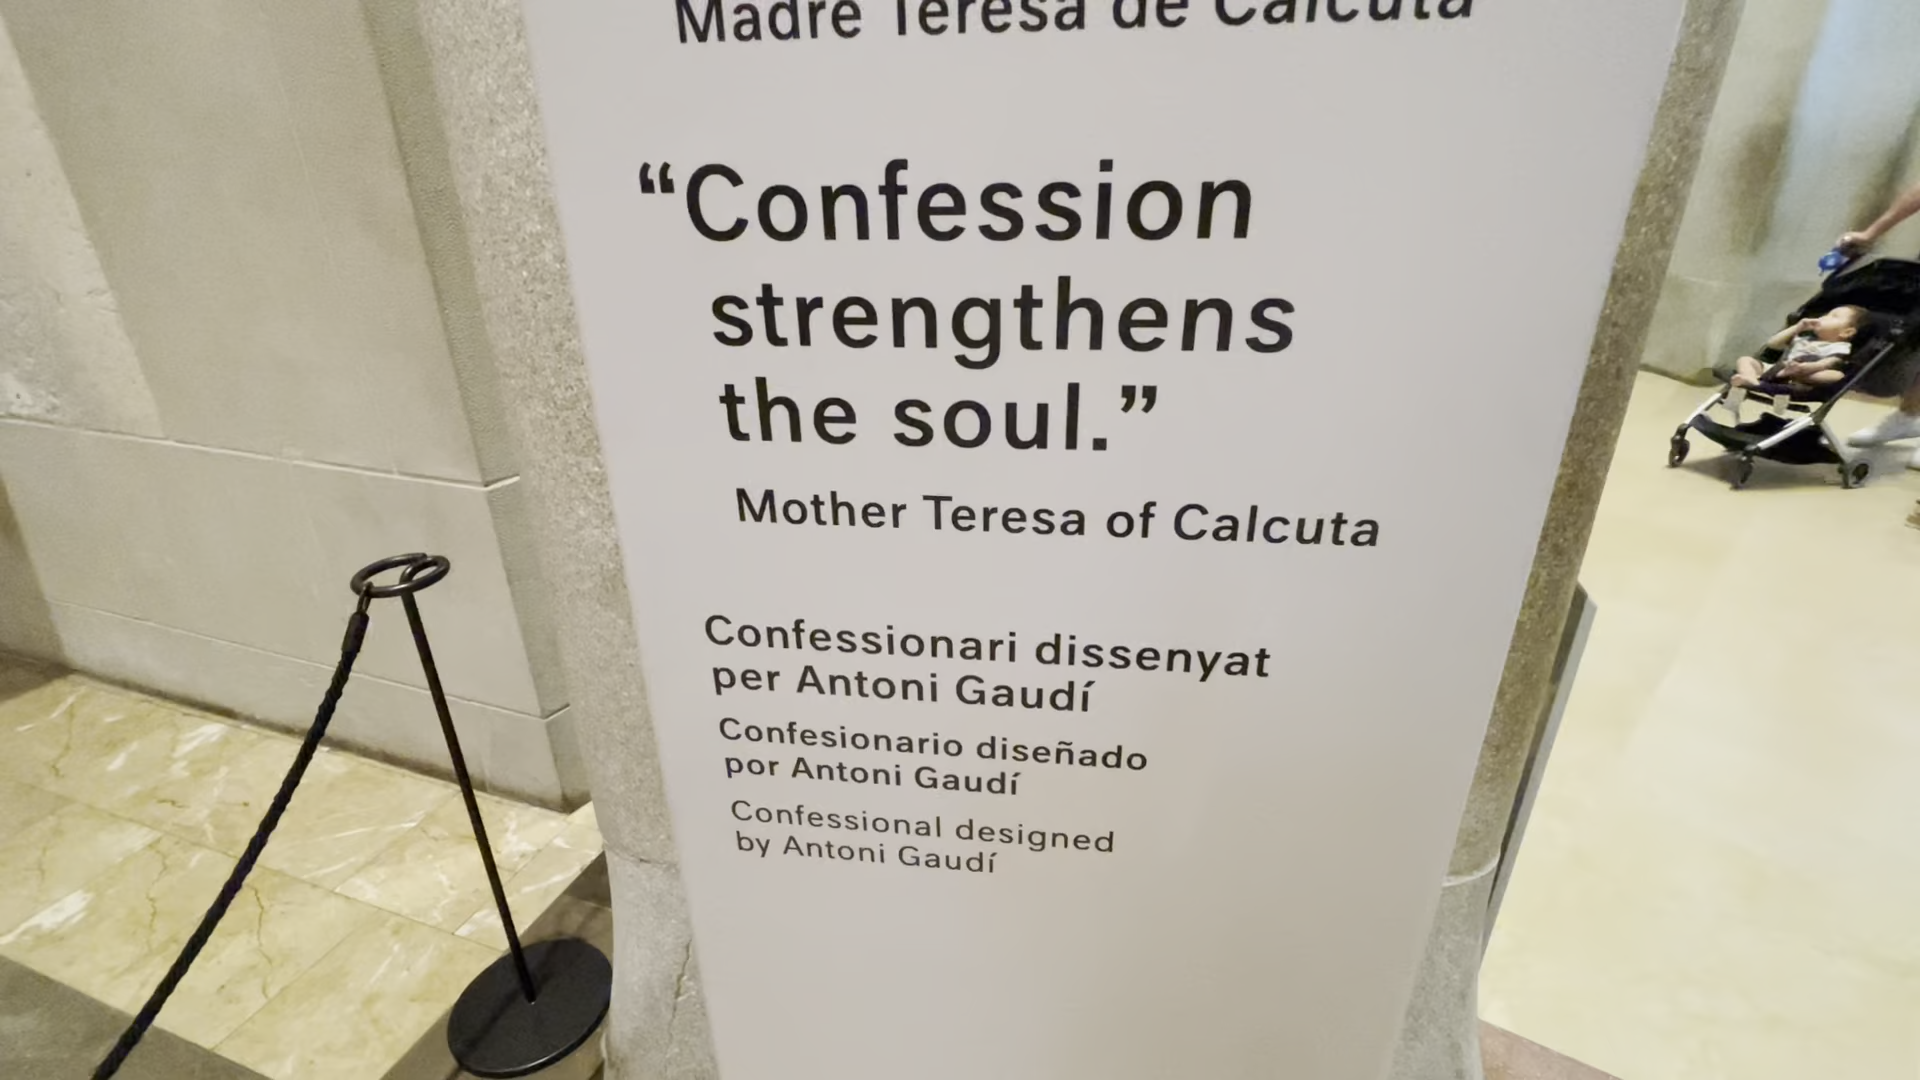 Madre Teresa de Calcuta
“Confession
strengthens
the soul.”
Mother Teresa of Calcuta
Confessionari dissenyat
per Antoni Gaudí
Confesionario diseñado
por Antoni Gaudí
Confessional designed
by Antoni Gaudí